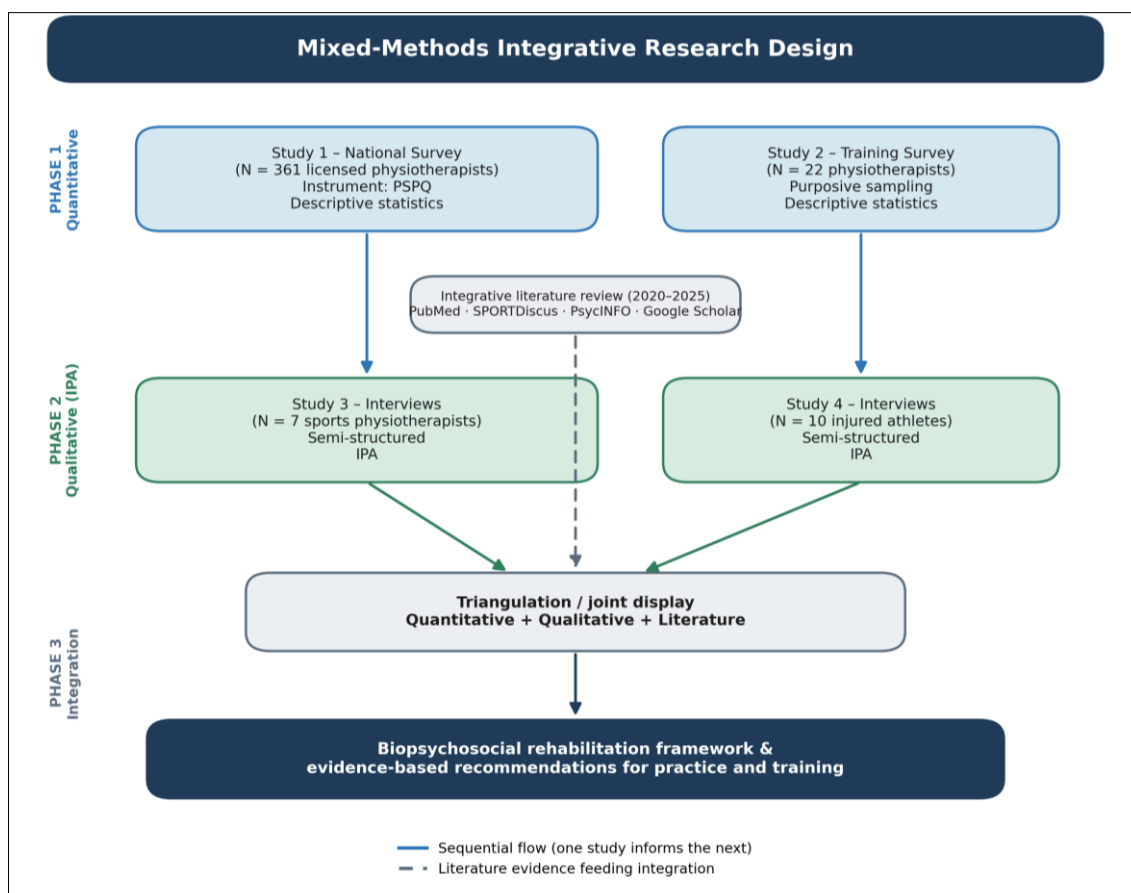 Mixed-Methods Integrative Research Design
PHASE 1
Quantitative
Study 1 – National Survey
(N = 361 licensed physiotherapists)
Instrument: PSPQ
Descriptive statistics
Study 2 – Training Survey
(N = 22 physiotherapists)
Purposive sampling
Descriptive statistics
Integrative literature review (2020–2025)
PubMed · SPORTDiscus · PsycINFO · Google Scholar
PHASE 2
Qualitative (IPA)
Study 3 – Interviews
(N = 7 sports physiotherapists)
Semi-structured
IPA
Study 4 – Interviews
(N = 10 injured athletes)
Semi-structured
IPA
PHASE 3
Integration
Triangulation / joint display
Quantitative + Qualitative + Literature
Biopsychosocial rehabilitation framework &
evidence-based recommendations for practice and training
Sequential flow (one study informs the next)
Literature evidence feeding integration